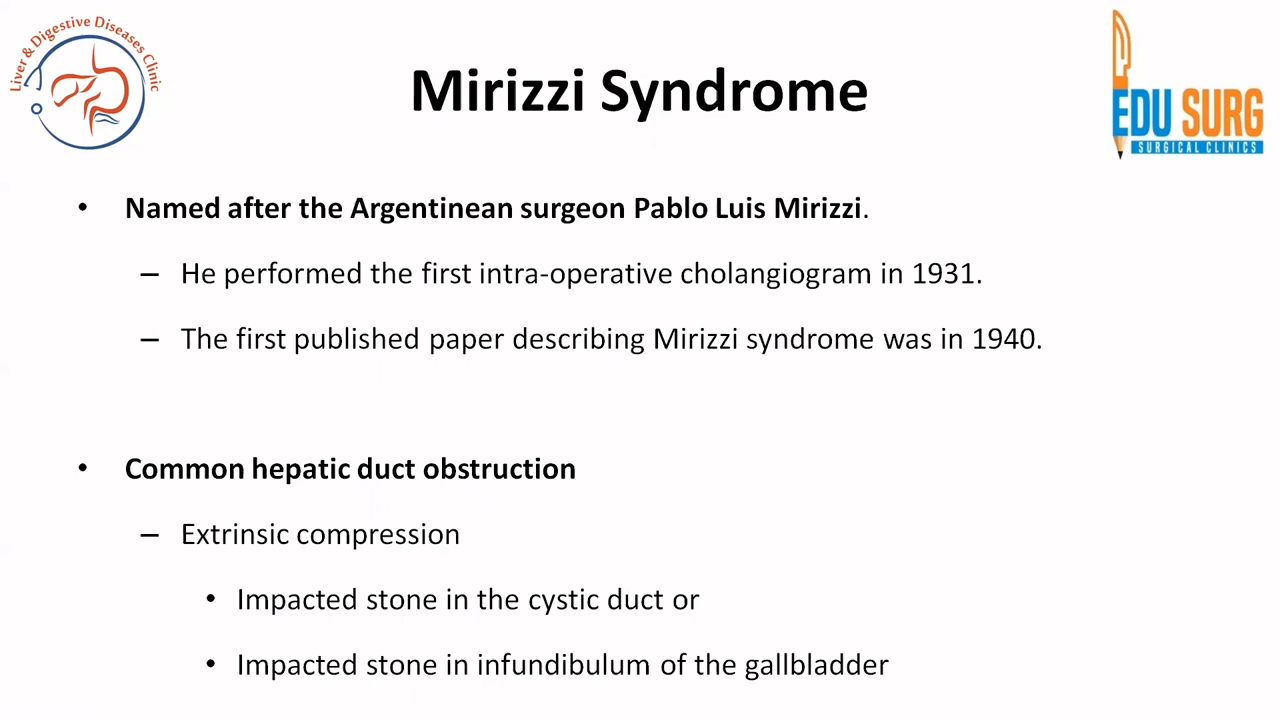 Liver & Digestive Diseases Clinic
Mirizzi Syndrome
EDU SURG
SURGICAL CLINICS
• Named after the Argentinean surgeon Pablo Luis Mirizzi.
– He performed the first intra-operative cholangiogram in 1931.
– The first published paper describing Mirizzi syndrome was in 1940.
• Common hepatic duct obstruction
– Extrinsic compression
• Impacted stone in the cystic duct or
• Impacted stone in infundibulum of the gallbladder